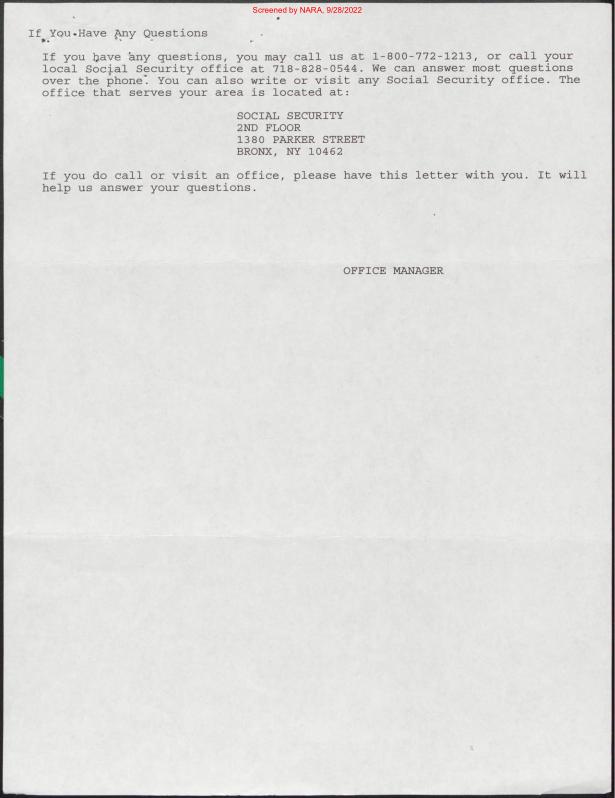 Screened by NARA, 9/28/2022
If You Have Any Questions
If you have any questions, you may call us at 1-800-772-1213, or call your
local Social Security office at 718-828-0544. We can answer most questions
over the phone. You can also write or visit any Social Security office. The
office that serves your area is located at:
SOCIAL SECURITY
2ND FLOOR
1380 PARKER STREET
BRONX, NY 10462
If you do call or visit an office, please have this letter with you. It will
help us answer your questions.
OFFICE MANAGER